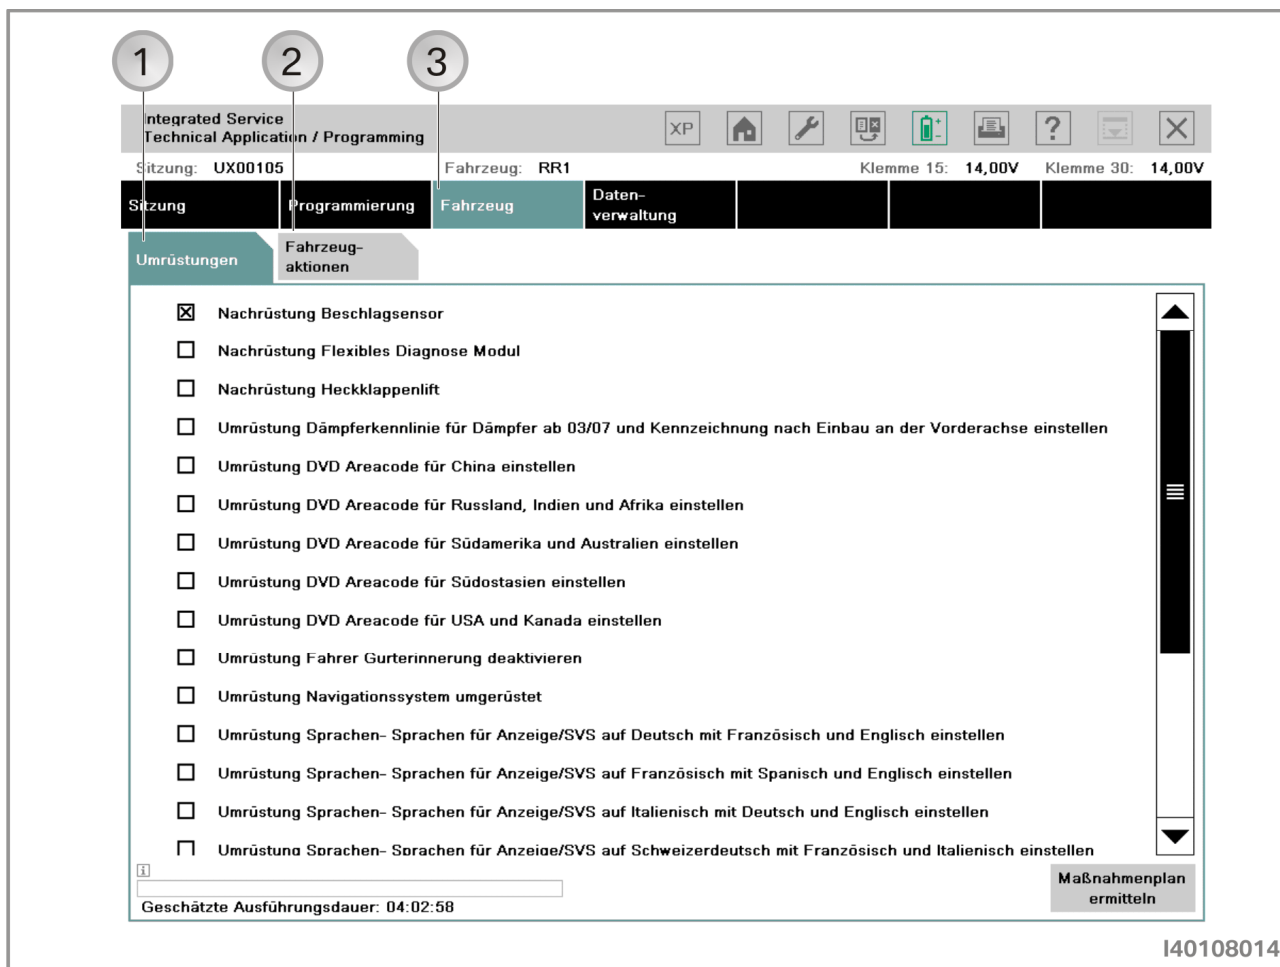 1 2 3
Integrated Service
Technical Application / Programming
XP
?
Sitzung: UX00105 Fahrzeug: RR1 Klemme 15: 14,00V Klemme 30: 14,00V
Sitzung Programmierung Fahrzeug Daten-
verwaltung
Umrüstungen Fahrzeug-
aktionen
Nachrüstung Beschlagsensor
Nachrüstung Flexibles Diagnose Modul
Nachrüstung Heckklappenlift
Umrüstung Dämpferkennlinie für Dämpfer ab 03/07 und Kennzeichnung nach Einbau an der Vorderachse einstellen
Umrüstung DVD Areacode für China einstellen
Umrüstung DVD Areacode für Russland, Indien und Afrika einstellen
Umrüstung DVD Areacode für Südamerika und Australien einstellen
Umrüstung DVD Areacode für Südostasien einstellen
Umrüstung DVD Areacode für USA und Kanada einstellen
Umrüstung Fahrer Gurterinnerung deaktivieren
Umrüstung Navigationssystem umgerüstet
Umrüstung Sprachen- Sprachen für Anzeige/SVS auf Deutsch mit Französisch und Englisch einstellen
Umrüstung Sprachen- Sprachen für Anzeige/SVS auf Französisch mit Spanisch und Englisch einstellen
Umrüstung Sprachen- Sprachen für Anzeige/SVS auf Italienisch mit Deutsch und Englisch einstellen
Umrüstung Sprachen- Sprachen für Anzeige/SVS auf Schweizerdeutsch mit Französisch und Italienisch einstellen
i
Maßnahmenplan
ermitteln
Geschätzte Ausführungsdauer: 04:02:58
I40108014